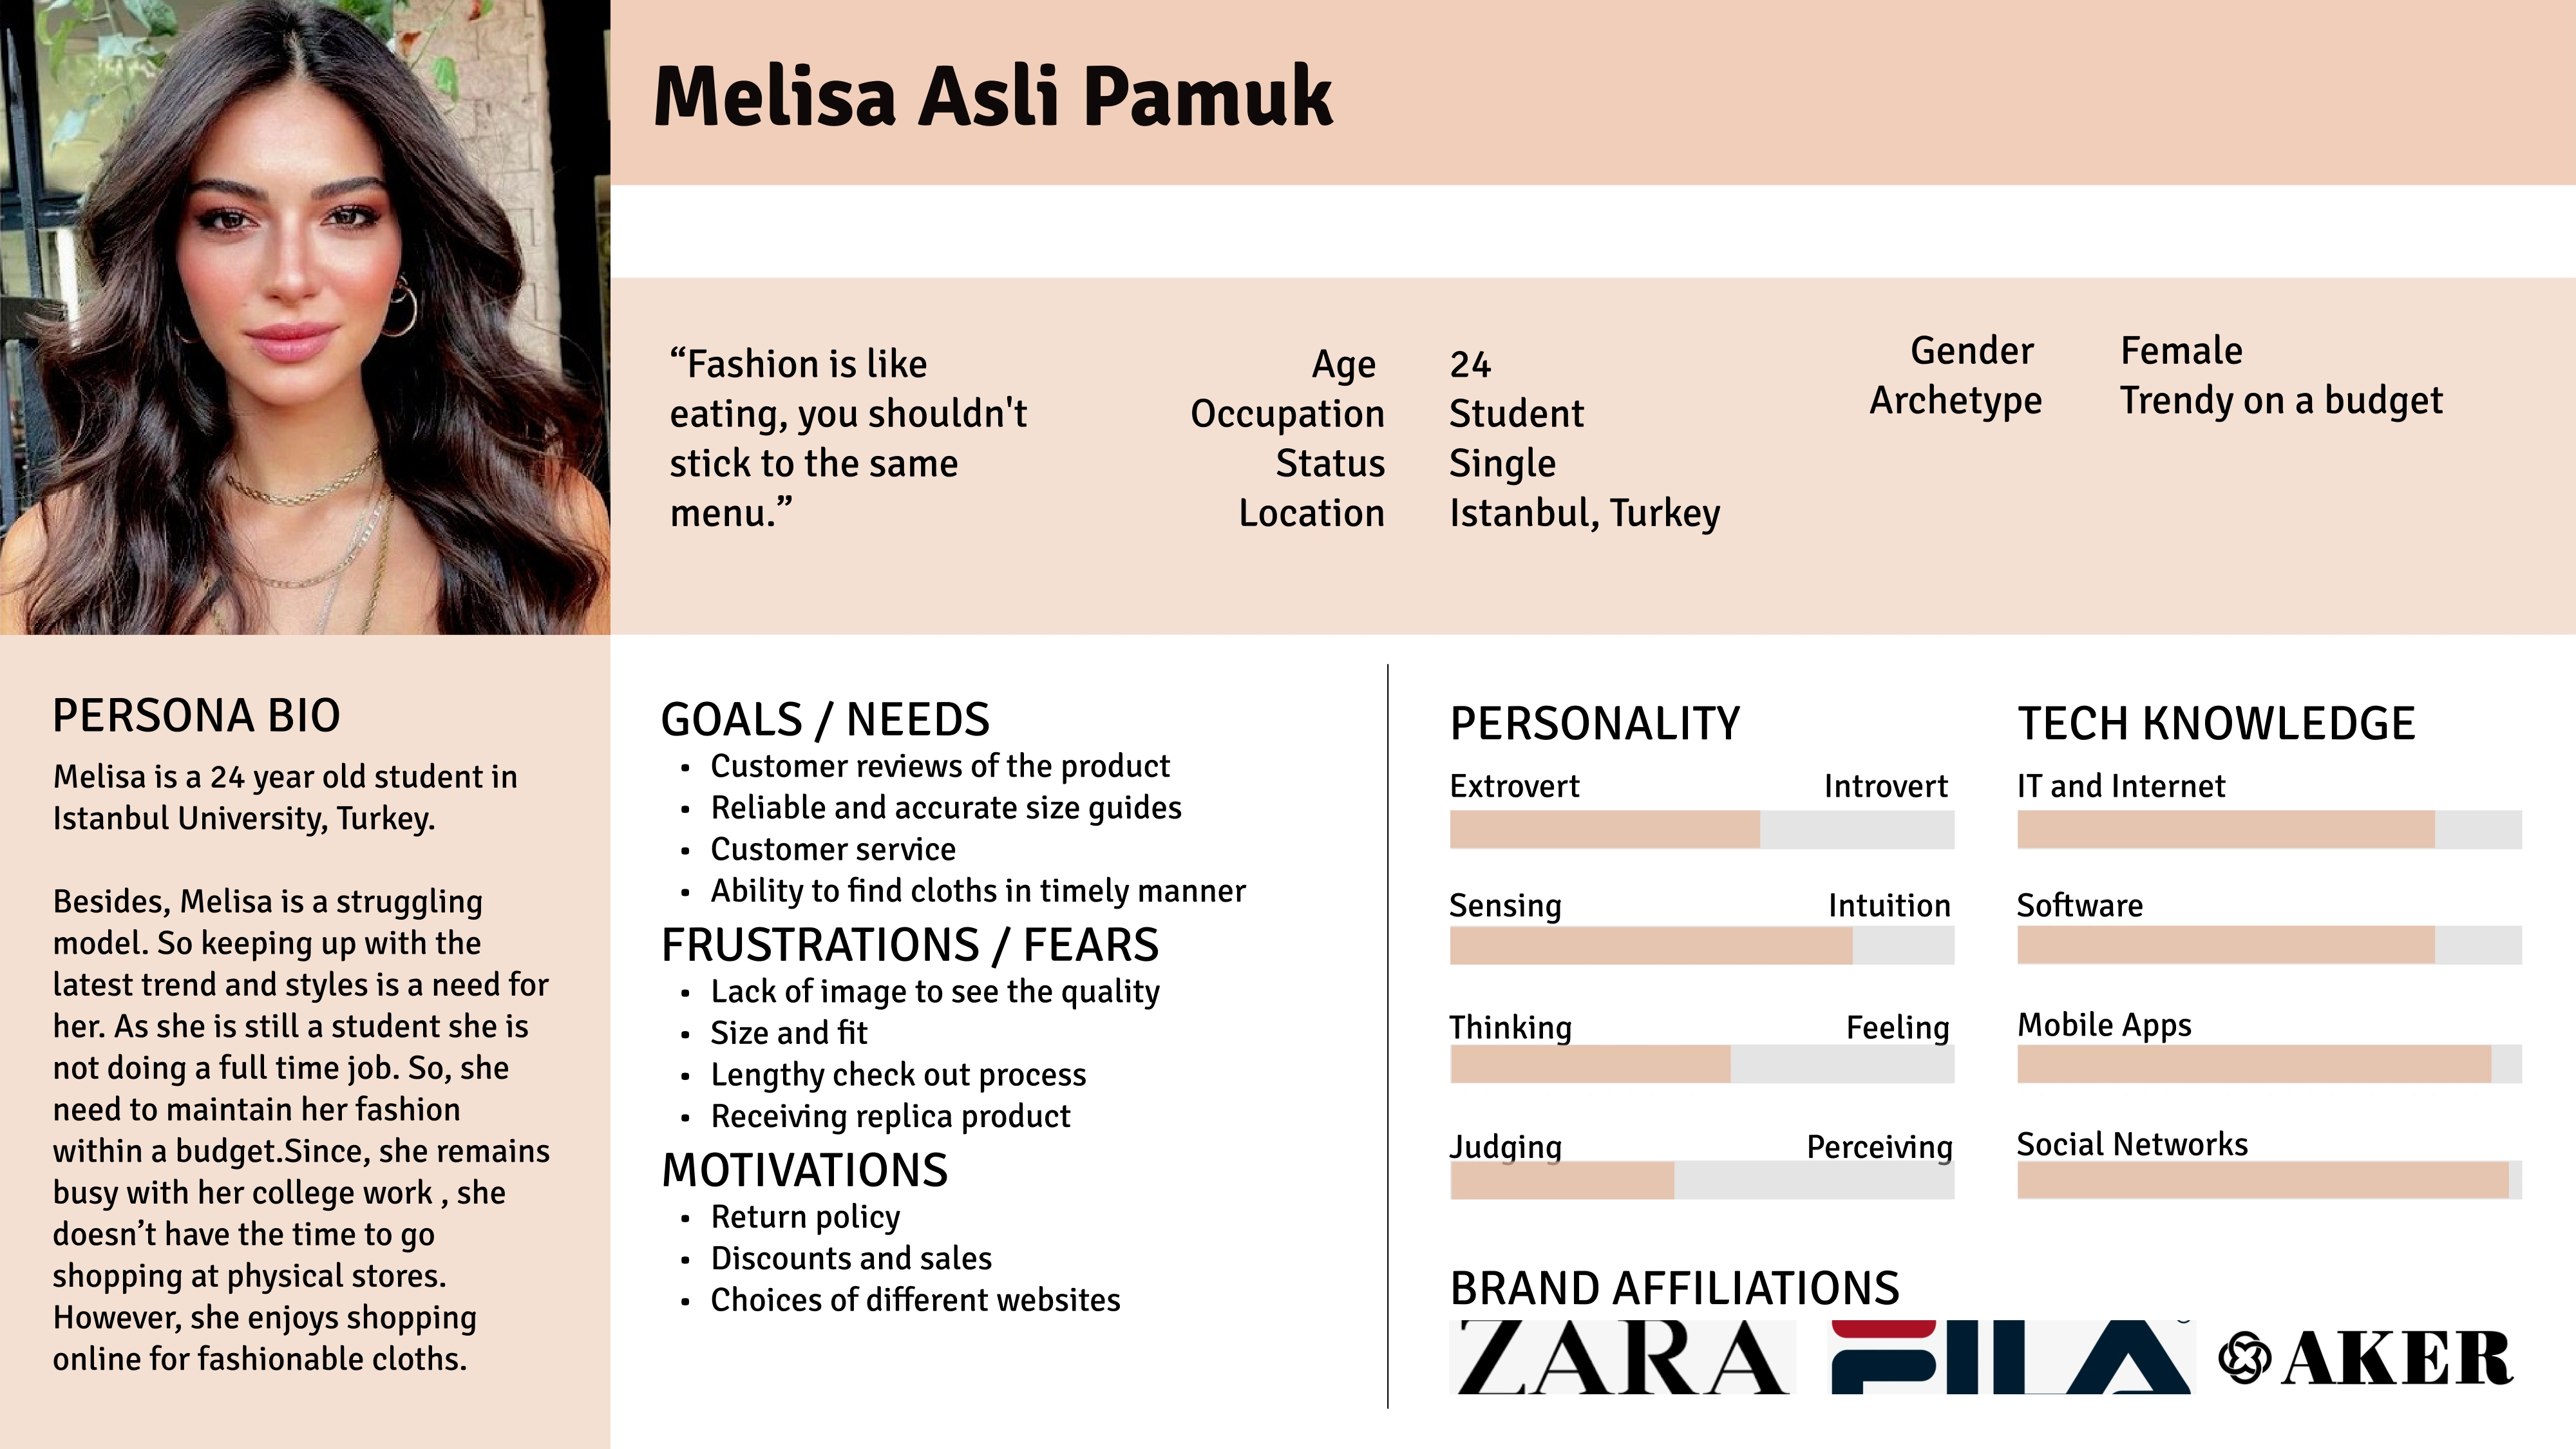 Melisa Asli Pamuk
“Fashion is like
eating, you shouldn't
stick to the same
menu.”
Age 24
Occupation Student
Status Single
Location Istanbul, Turkey
Gender Female
Archetype Trendy on a budget
PERSONA BIO
Melisa is a 24 year old student in
Istanbul University, Turkey.
Besides, Melisa is a struggling
model. So keeping up with the
latest trend and styles is a need for
her. As she is still a student she is
not doing a full time job. So, she
need to maintain her fashion
within a budget.Since, she remains
busy with her college work , she
doesn’t have the time to go
shopping at physical stores.
However, she enjoys shopping
online for fashionable cloths.
GOALS / NEEDS
• Customer reviews of the product
• Reliable and accurate size guides
• Customer service
• Ability to find cloths in timely manner
FRUSTRATIONS / FEARS
• Lack of image to see the quality
• Size and fit
• Lengthy check out process
• Receiving replica product
MOTIVATIONS
• Return policy
• Discounts and sales
• Choices of different websites
PERSONALITY
Extrovert Introvert
Sensing Intuition
Thinking Feeling
Judging Perceiving
TECH KNOWLEDGE
IT and Internet
Software
Mobile Apps
Social Networks
BRAND AFFILIATIONS
ZARA FILA AKER